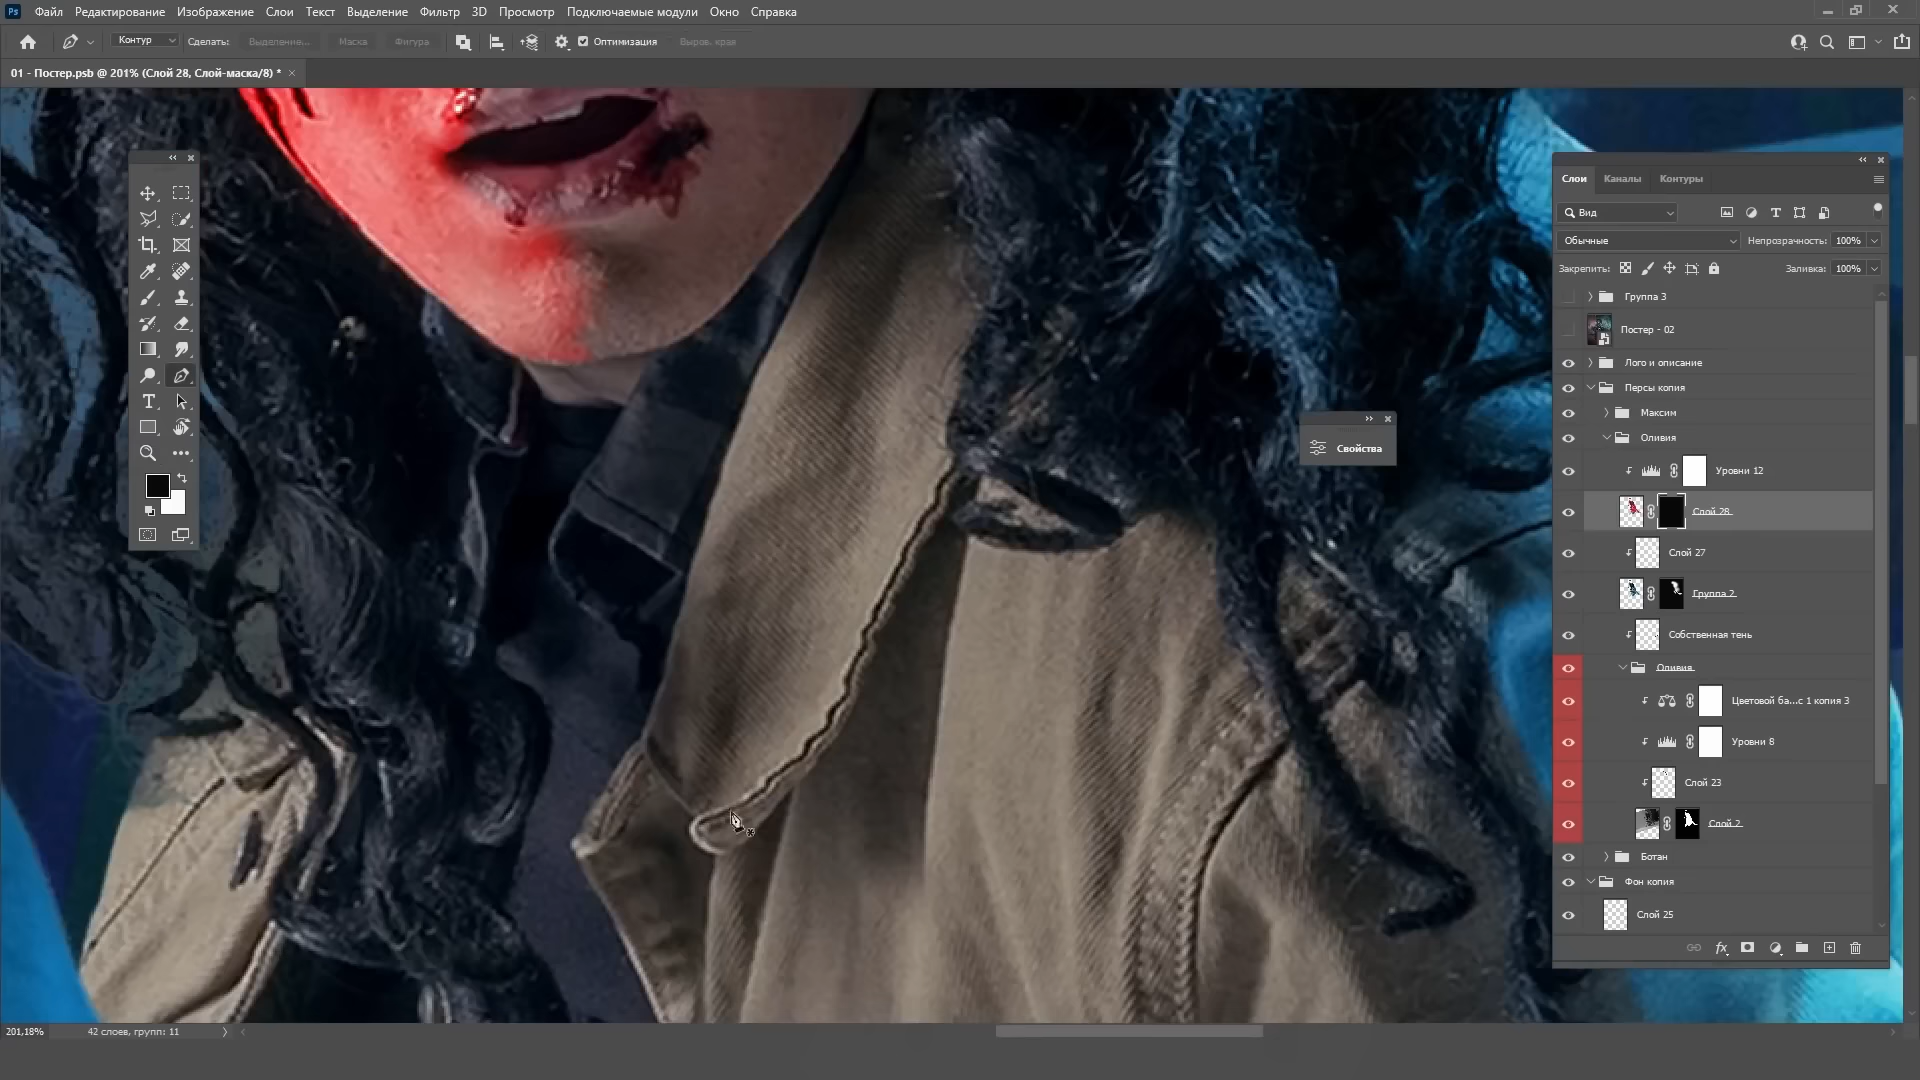 Ps Файл Редактирование Изображение Слои Текст Выделение Фильтр 3D Просмотр Подключаемые модули Окно Справка
Контур Сделать: Выделение... Маска Фигура Оптимизация Выров. края
01 - Постер.psb @ 201% (Слой 28, Слой-маска/8) *
Слои Каналы Контуры
Вид
Обычные Непрозрачность: 100%
Закрепить: Заливка: 100%
Группа 3
Постер - 02
Лого и описание
Персы копия
Максим
Оливия
Свойства
Уровни 12
Слой 28
Слой 27
Группа 2
Собственная тень
Оливия
Цветовой ба...с 1 копия 3
Уровни 8
Слой 23
Слой 2
Ботан
Фон копия
Слой 25
fx
201,18% 42 слоев, групп: 11